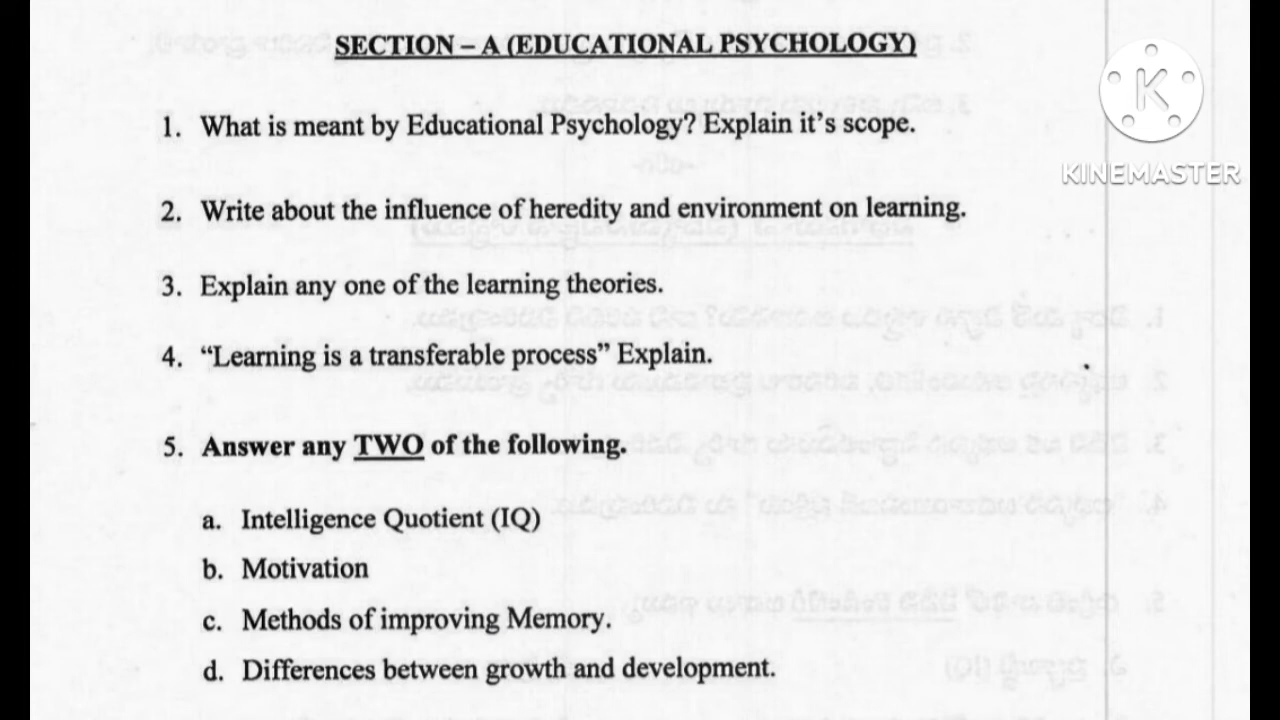 SECTION – A (EDUCATIONAL PSYCHOLOGY)
K
KINEMASTER
1. What is meant by Educational Psychology? Explain it's scope.
2. Write about the influence of heredity and environment on learning.
3. Explain any one of the learning theories.
4. “Learning is a transferable process” Explain.
5. Answer any TWO of the following.
a. Intelligence Quotient (IQ)
b. Motivation
c. Methods of improving Memory.
d. Differences between growth and development.